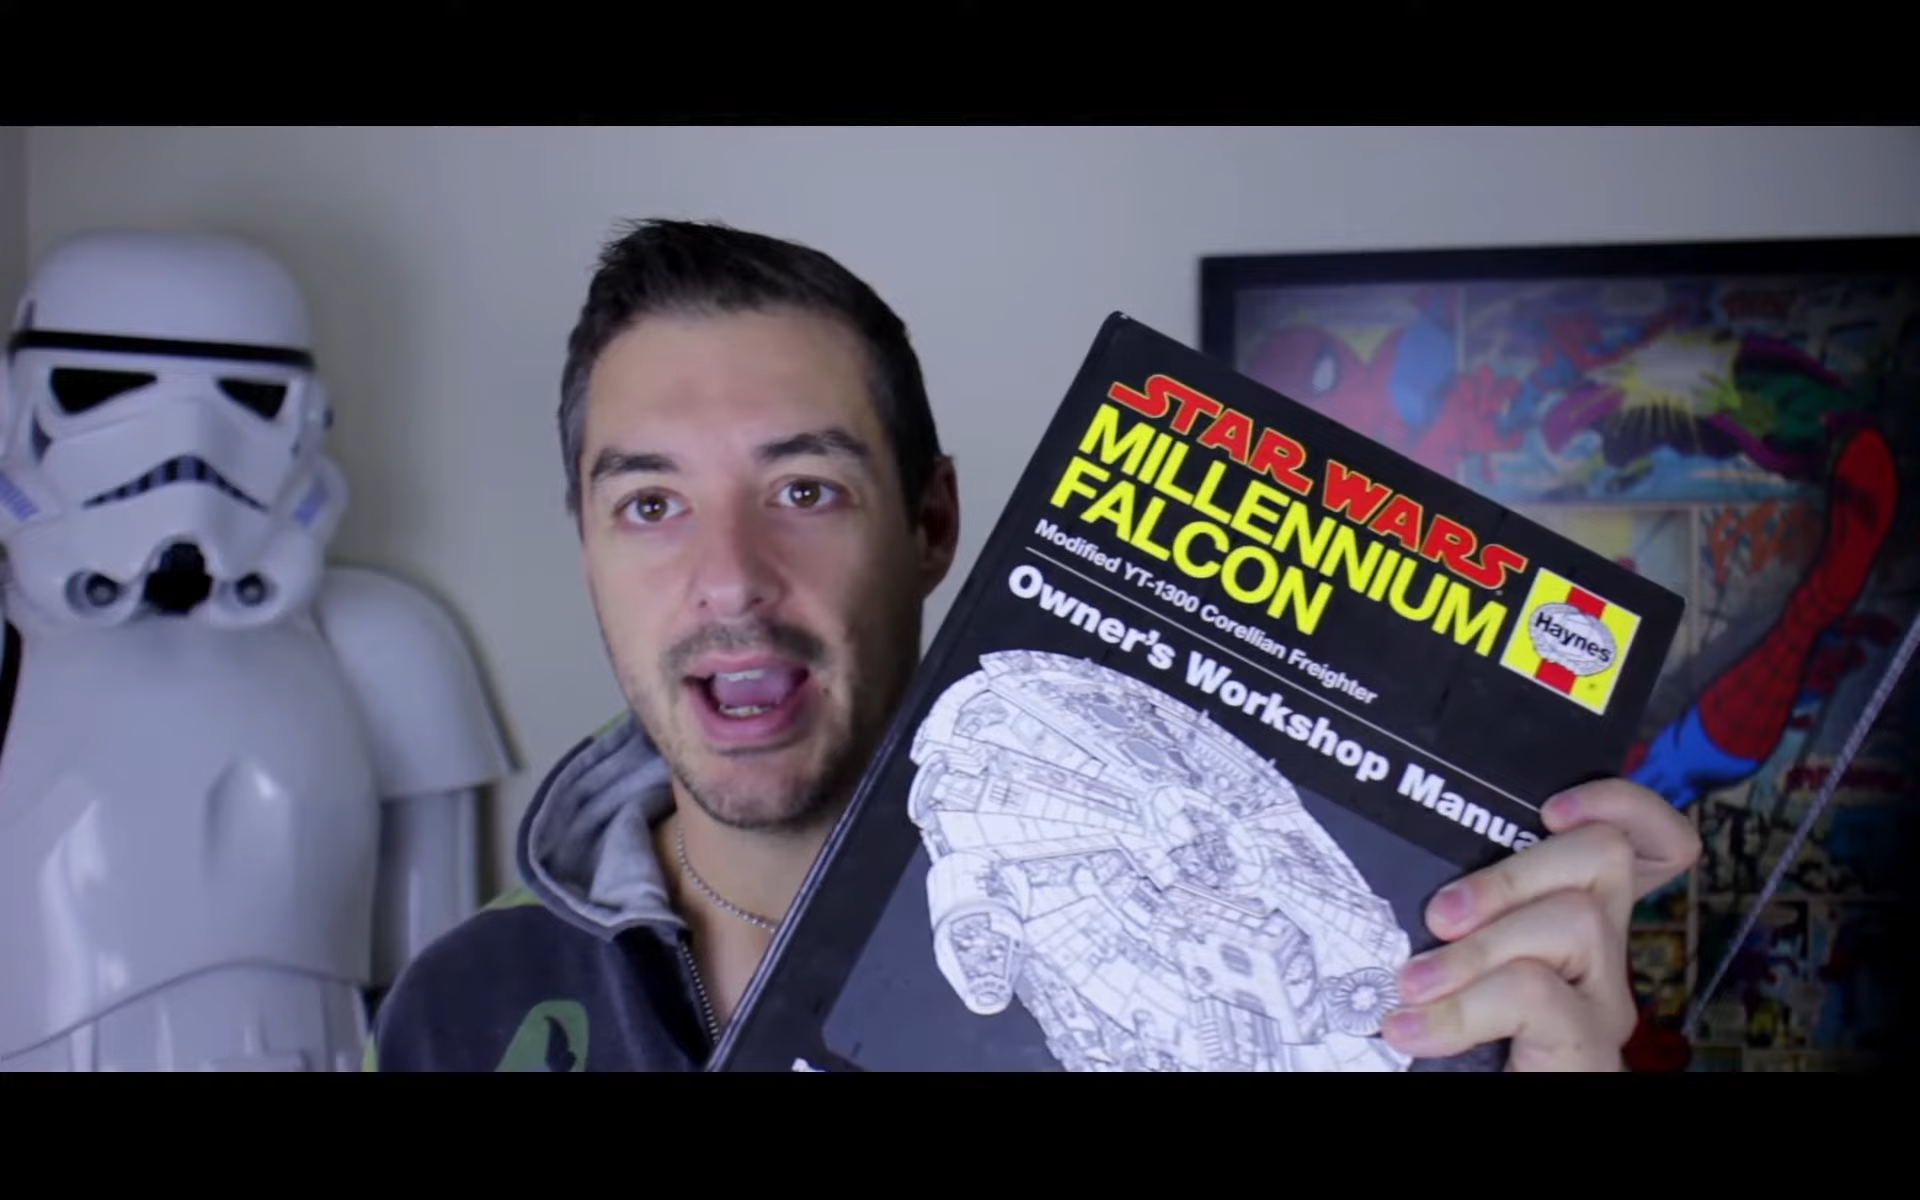 STAR WARS
MILLENNIUM
FALCON
Modified YT-1300 Corellian Freighter
Haynes
Owner's Workshop Manua